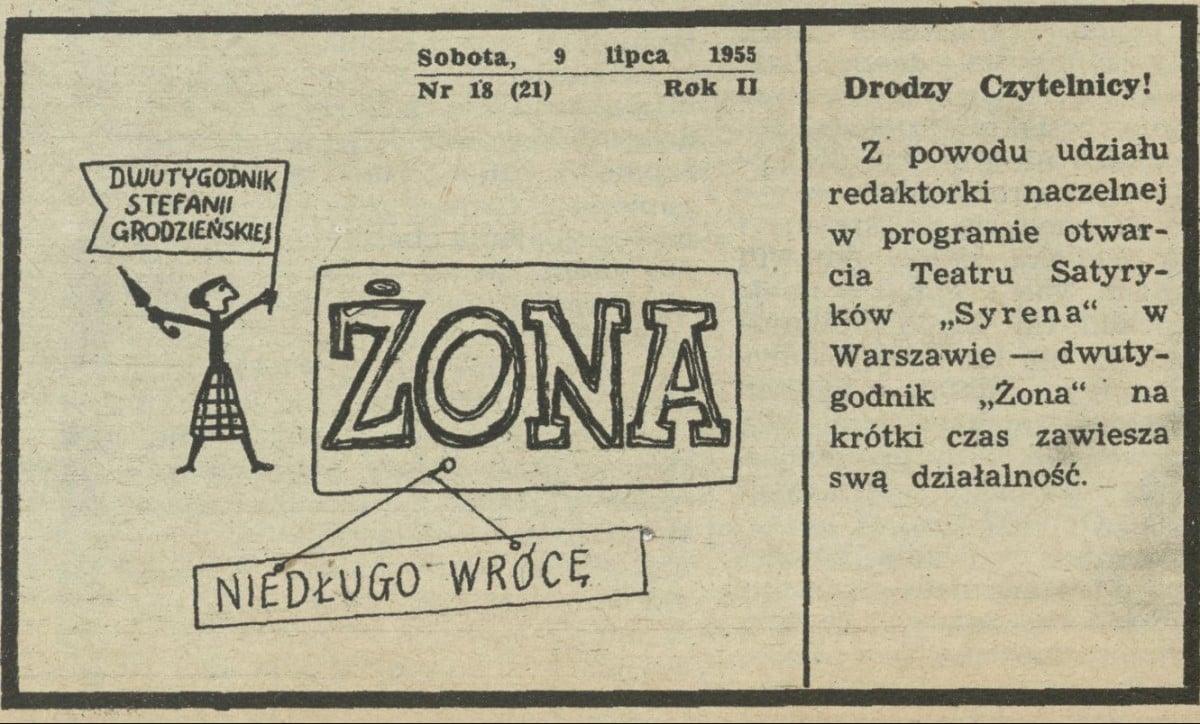 Sobota, 9 lipca 1955
Nr 18 (21) Rok II
DWUTYGODNIK
STEFANII
GRODZIEŃSKIEJ
ŻONA
NIEDŁUGO WRÓCĘ
Drodzy Czytelnicy!
Z powodu udziału
redaktorki naczelnej
w programie otwar-
cia Teatru Satyry-
ków „Syrena" w
Warszawie — dwuty-
godnik „Żona" na
krótki czas zawiesza
swą działalność.